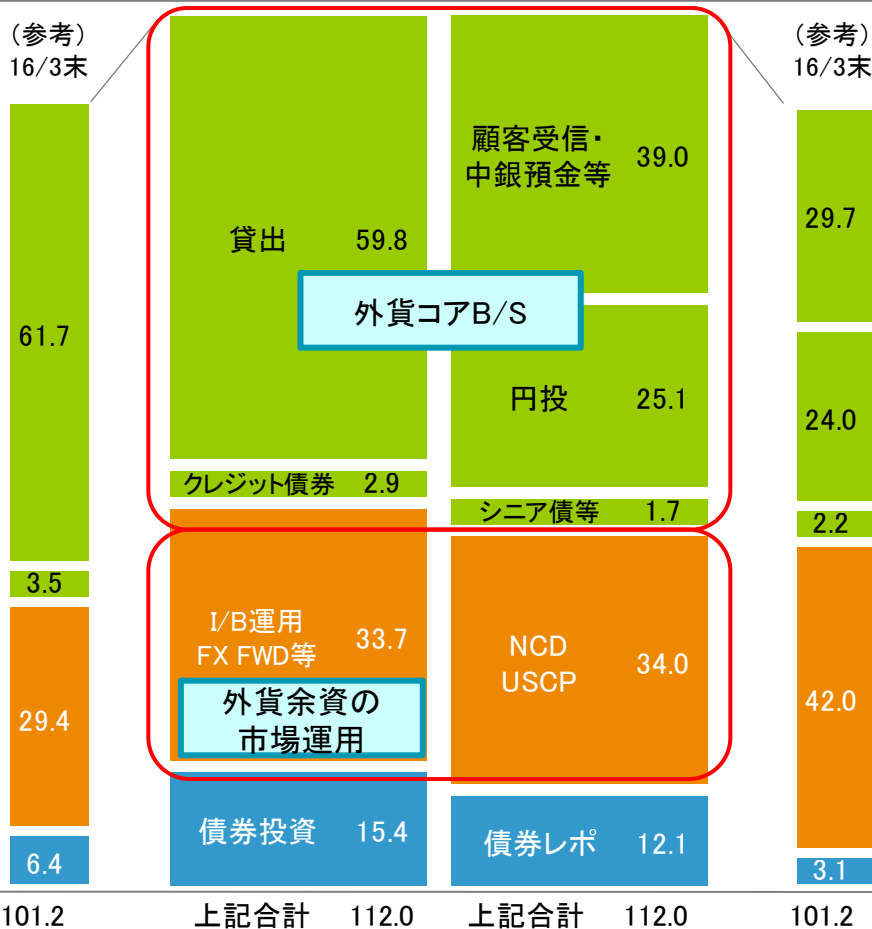 (参考)
16/3末
61.7
3.5
29.4
6.4
101.2
貸出 59.8
クレジット債券 2.9
I/B運用
FX FWD等 33.7
債券投資 15.4
上記合計 112.0
外貨コアB/S
外貨余資の
市場運用
顧客受信・
中銀預金等 39.0
円投 25.1
シニア債等 1.7
NCD
USCP 34.0
債券レポ 12.1
上記合計 112.0
(参考)
16/3末
29.7
24.0
2.2
42.0
3.1
101.2